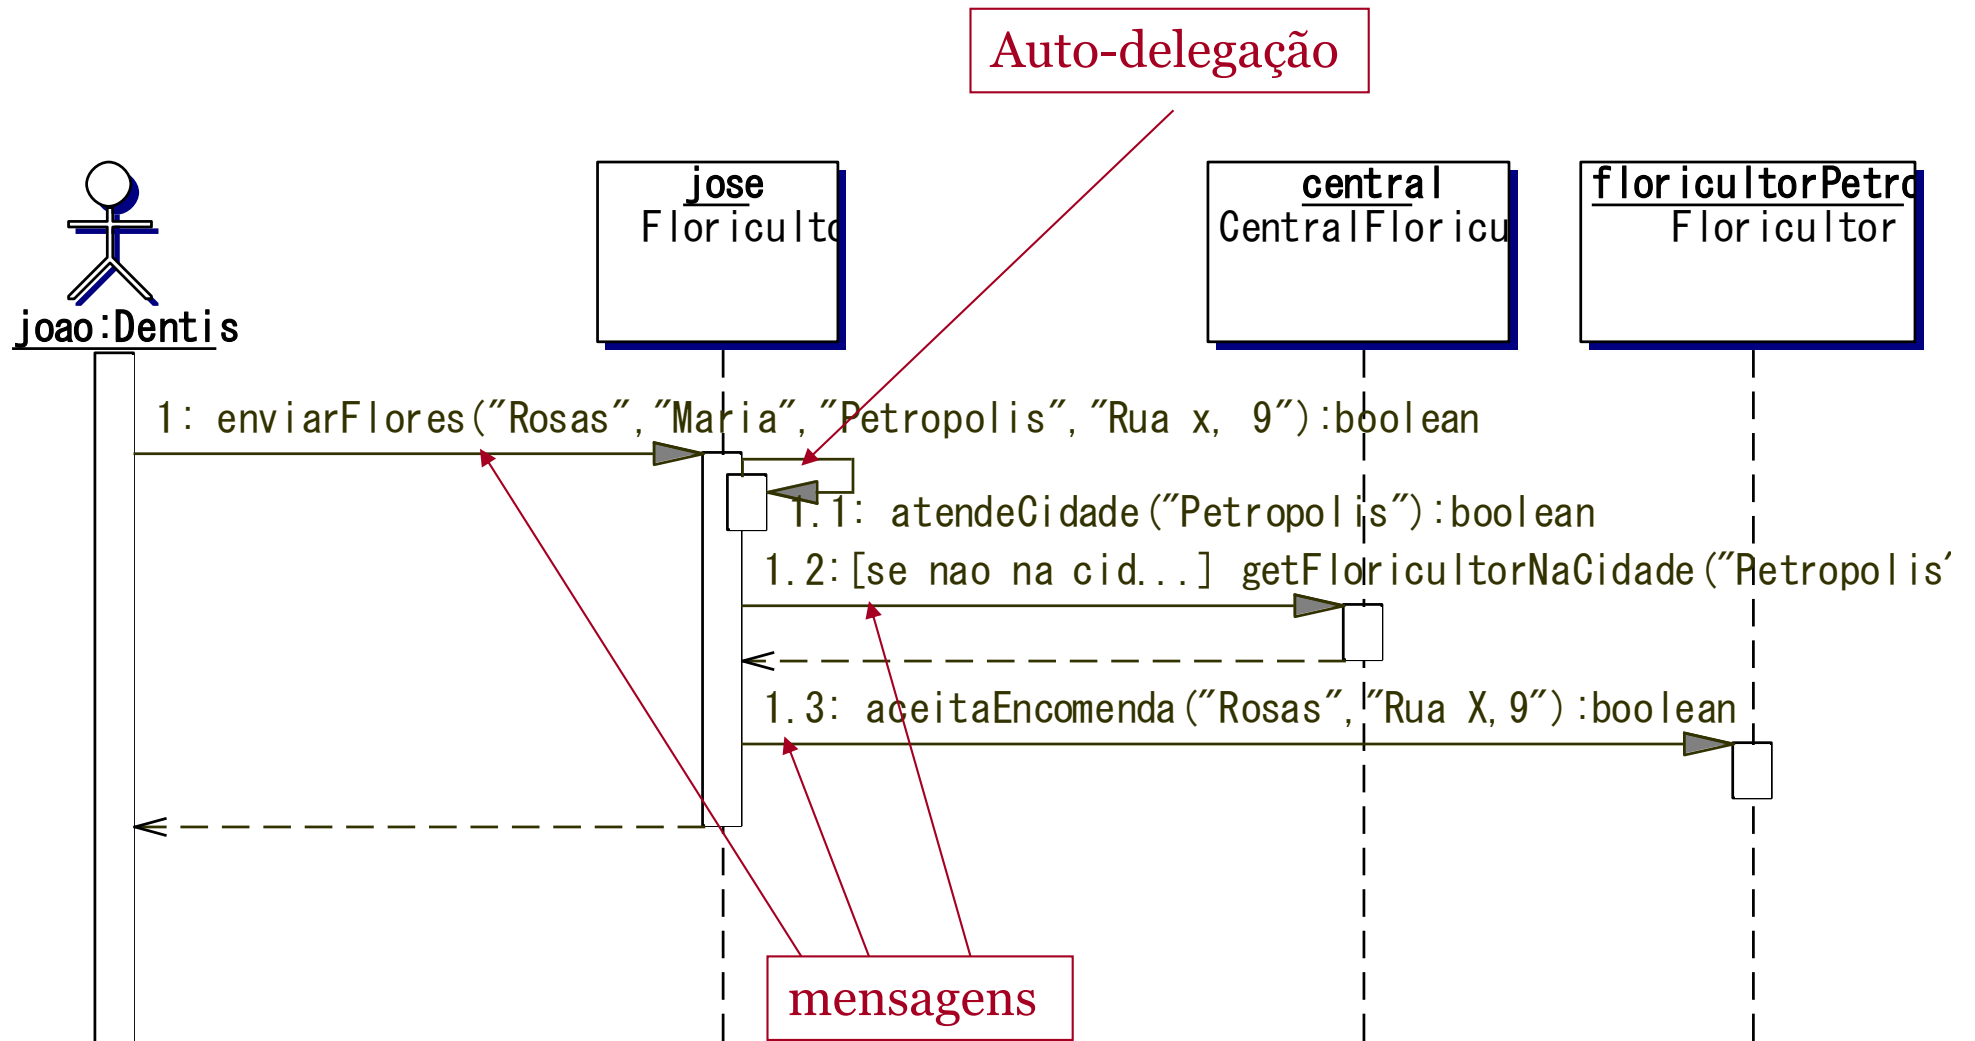 Auto-delegação
jose
Floricultc
central
CentralFloricu
floricultorPetro
Floricultor
joao:Dentis
1: enviarFlores("Rosas","Maria","Petropolis","Rua x, 9"):boolean
1.1: atendeCidade("Petropolis"):boolean
1.2:[se nao na cid...] getFloricultorNaCidade("Petropolis"
1.3: aceitaEncomenda("Rosas","Rua X,9"):boolean
mensagens